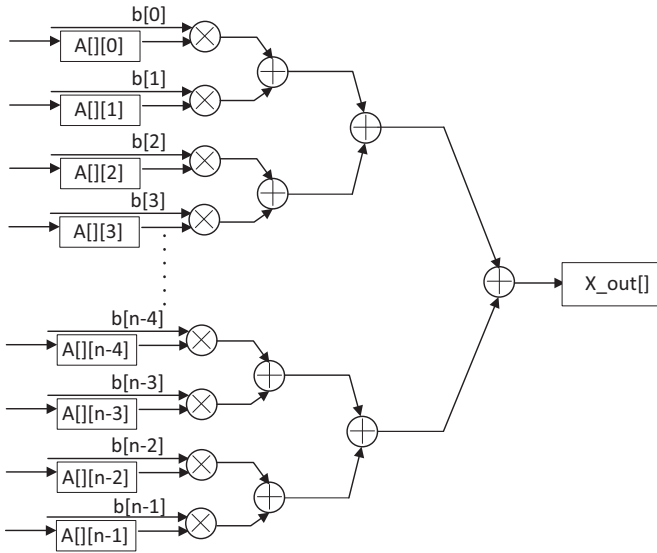 b[0]
A[][0]
b[1]
A[][1]
b[2]
A[][2]
b[3]
A[][3]
X_out[]
b[n-4]
A[][n-4]
b[n-3]
A[][n-3]
b[n-2]
A[][n-2]
b[n-1]
A[][n-1]